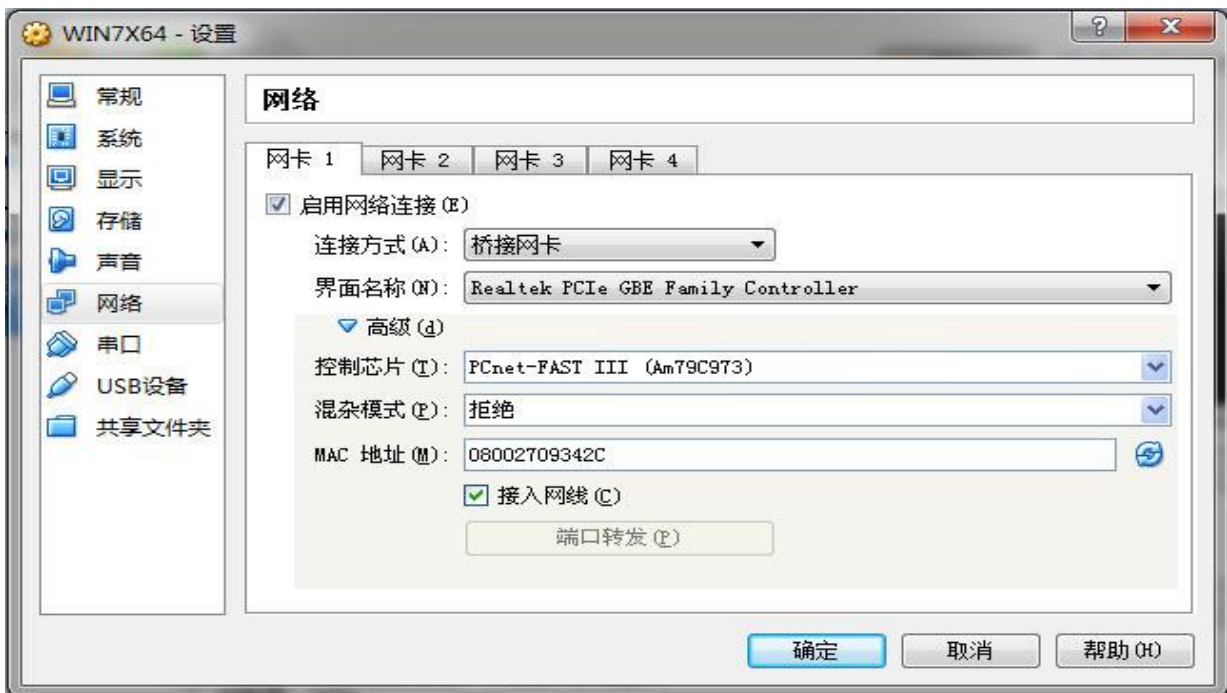 WIN7X64 - 设置
常规
系统
显示
存储
声音
网络
串口
USB设备
共享文件夹
网络
网卡 1 网卡 2 网卡 3 网卡 4
启用网络连接(E)
连接方式(A): 桥接网卡
界面名称(N): Realtek PCIe GBE Family Controller
高级(d)
控制芯片(T): PCnet-FAST III (Am79C973)
混杂模式(P): 拒绝
MAC 地址(M): 08002709342C
接入网线(C)
端口转发(P)
确定 取消 帮助(H)